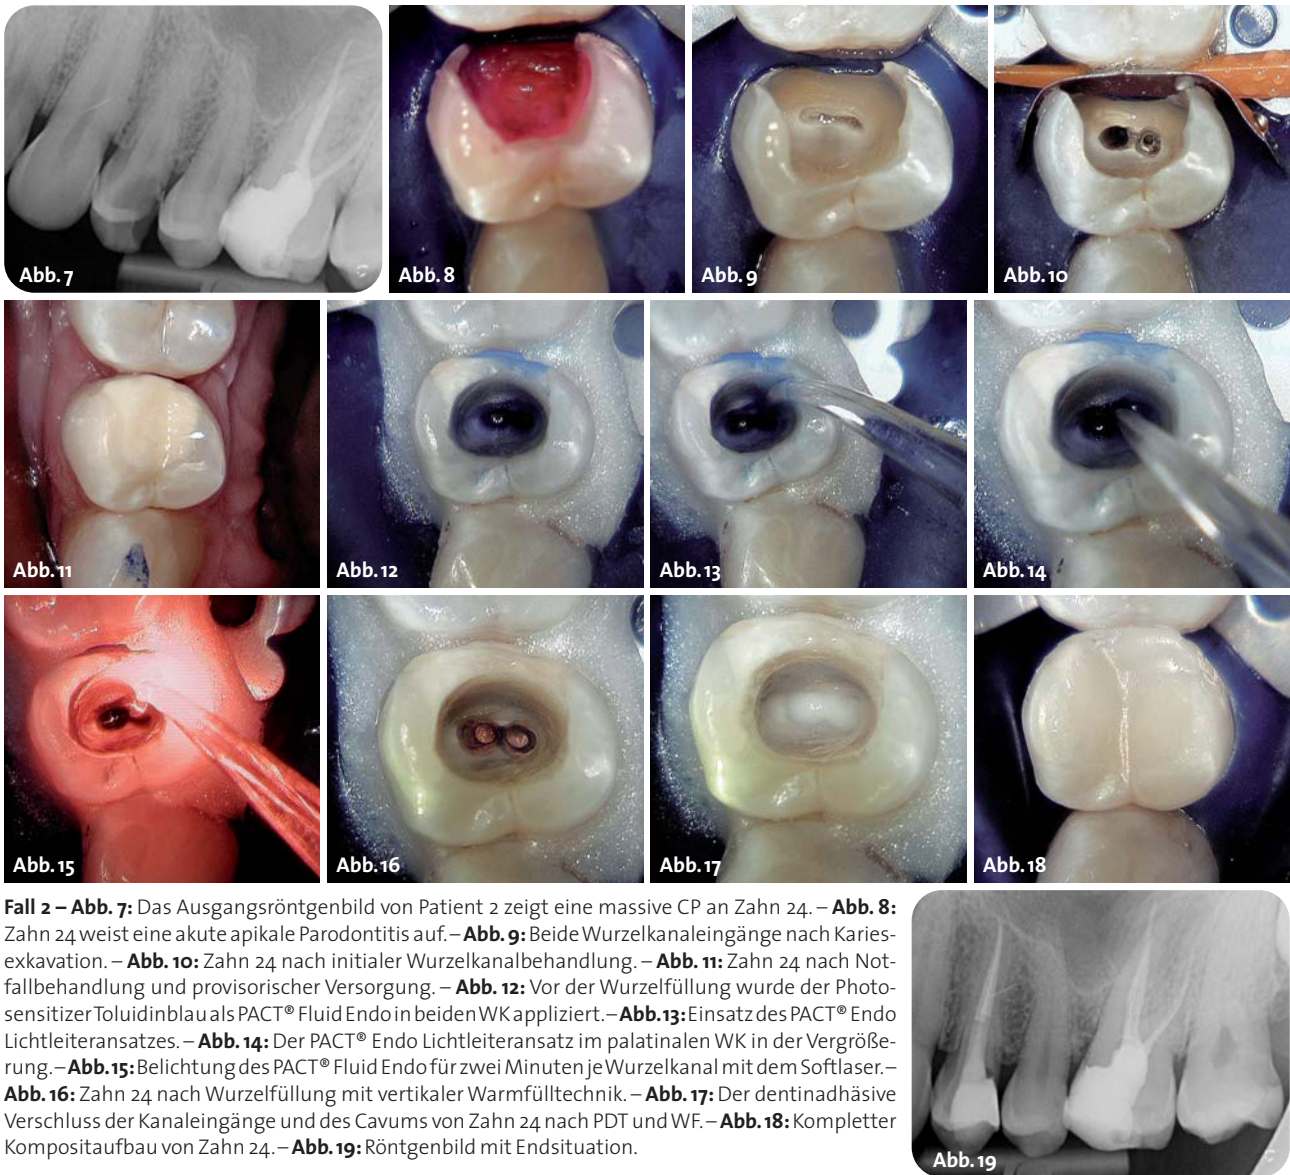 Abb. 7
Abb. 8
Abb. 9
Abb. 10
Abb. 11
Abb. 12
Abb. 13
Abb. 14
Abb. 15
Abb. 16
Abb. 17
Abb. 18
Fall 2 – Abb. 7: Das Ausgangsröntgenbild von Patient 2 zeigt eine massive CP an Zahn 24. – Abb. 8:
Zahn 24 weist eine akute apikale Parodontitis auf. – Abb. 9: Beide Wurzelkanaleingänge nach Karies-
exkavation. – Abb. 10: Zahn 24 nach initialer Wurzelkanalbehandlung. – Abb. 11: Zahn 24 nach Not-
fallbehandlung und provisorischer Versorgung. – Abb. 12: Vor der Wurzelfüllung wurde der Photo-
sensitizer Toluidinblau als PACT® Fluid Endo in beiden WK appliziert. – Abb. 13: Einsatz des PACT® Endo
Lichtleiteransatzes. – Abb. 14: Der PACT® Endo Lichtleiteransatz im palatinalen WK in der Vergröße-
rung. – Abb. 15: Belichtung des PACT® Fluid Endo für zwei Minuten je Wurzelkanal mit dem Softlaser. –
Abb. 16: Zahn 24 nach Wurzelfüllung mit vertikaler Warmfülltechnik. – Abb. 17: Der dentinadhäsive
Verschluss der Kanaleingänge und des Cavums von Zahn 24 nach PDT und WF. – Abb. 18: Kompletter
Kompositaufbau von Zahn 24. – Abb. 19: Röntgenbild mit Endsituation.
Abb. 19